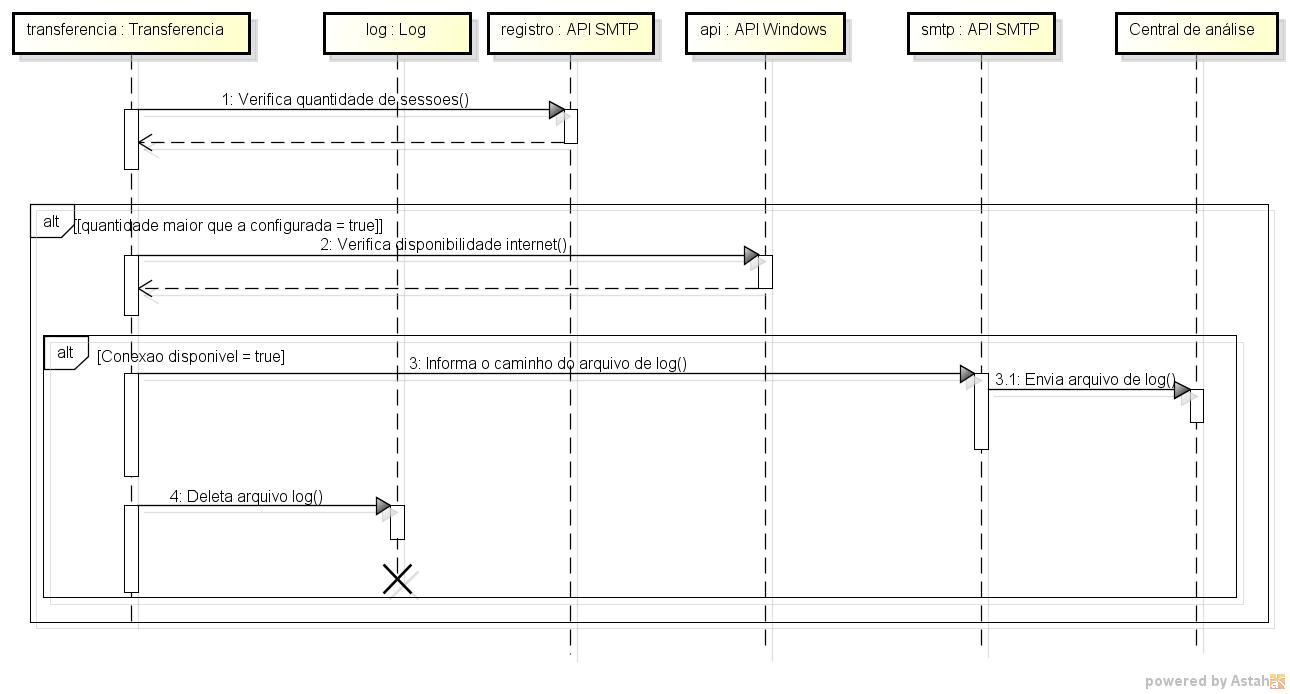 transferencia : Transferencia
log : Log
registro : API SMTP
api : API Windows
smtp : API SMTP
Central de análise
1: Verifica quantidade de sessoes()
alt
[[quantidade maior que a configurada = true]]
2: Verifica disponibilidade internet()
alt
[Conexao disponivel = true]
3: Informa o caminho do arquivo de log()
3.1: Envia arquivo de log()
4: Deleta arquivo log()
powered by Astah